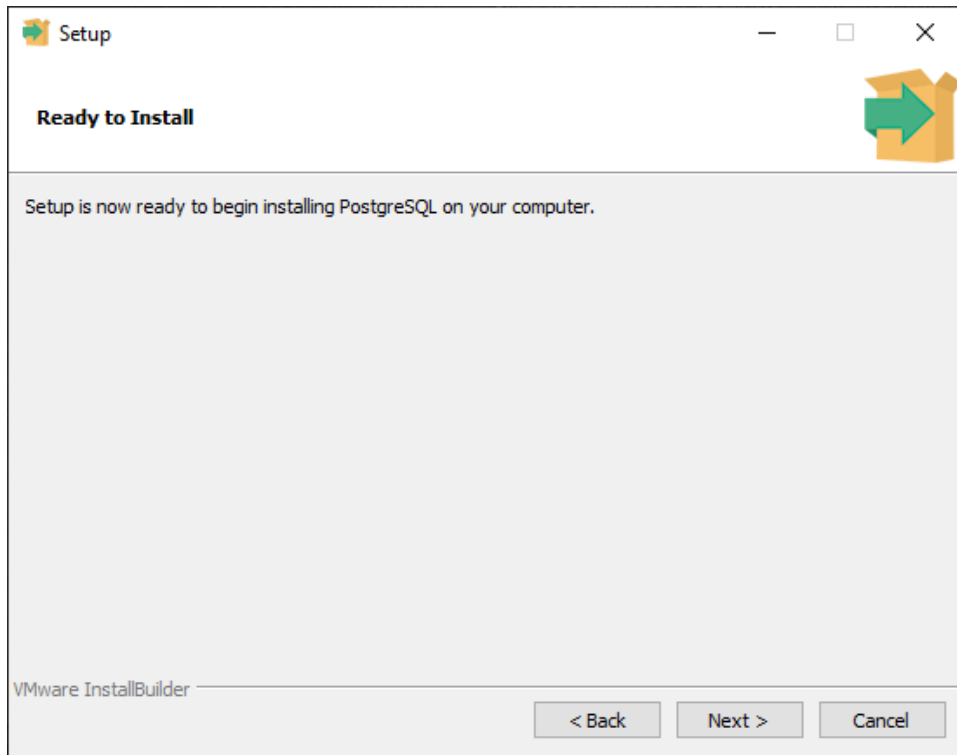 Setup
Ready to Install
Setup is now ready to begin installing PostgreSQL on your computer.
VMware InstallBuilder
< Back
Next >
Cancel